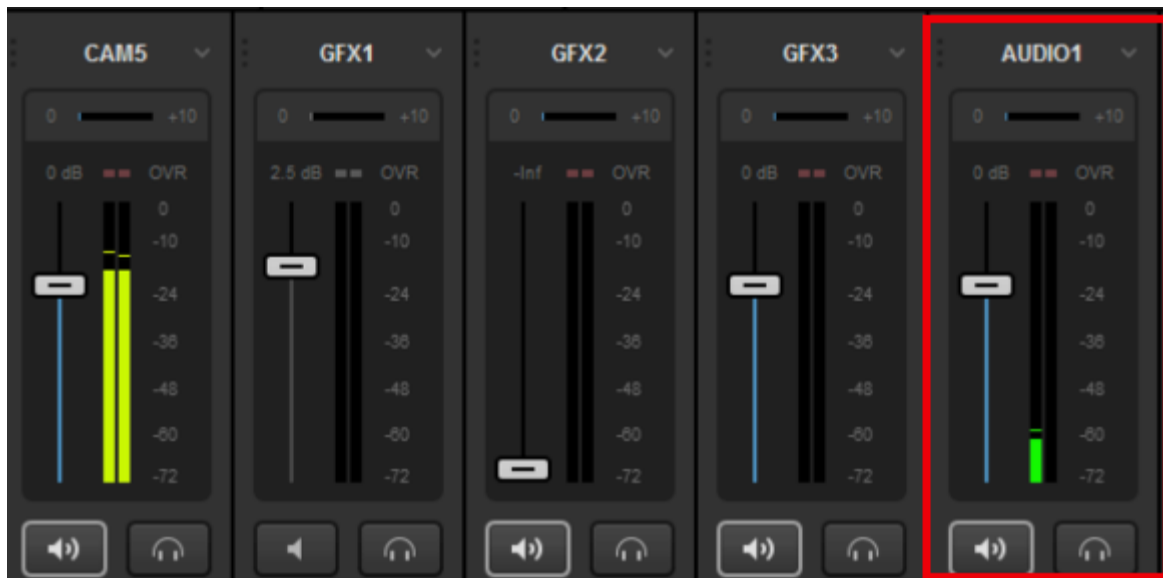 CAM5 GFX1 GFX2 GFX3 AUDIO1
0 +10 0 +10 0 +10 0 +10 0 +10
0 dB OVR 2.5 dB OVR -Inf OVR 0 dB OVR 0 dB OVR
0 0 0 0 0
-10 -10 -10 -10 -10
-24 -24 -24 -24 -24
-36 -36 -36 -36 -36
-48 -48 -48 -48 -48
-60 -60 -60 -60 -60
-72 -72 -72 -72 -72